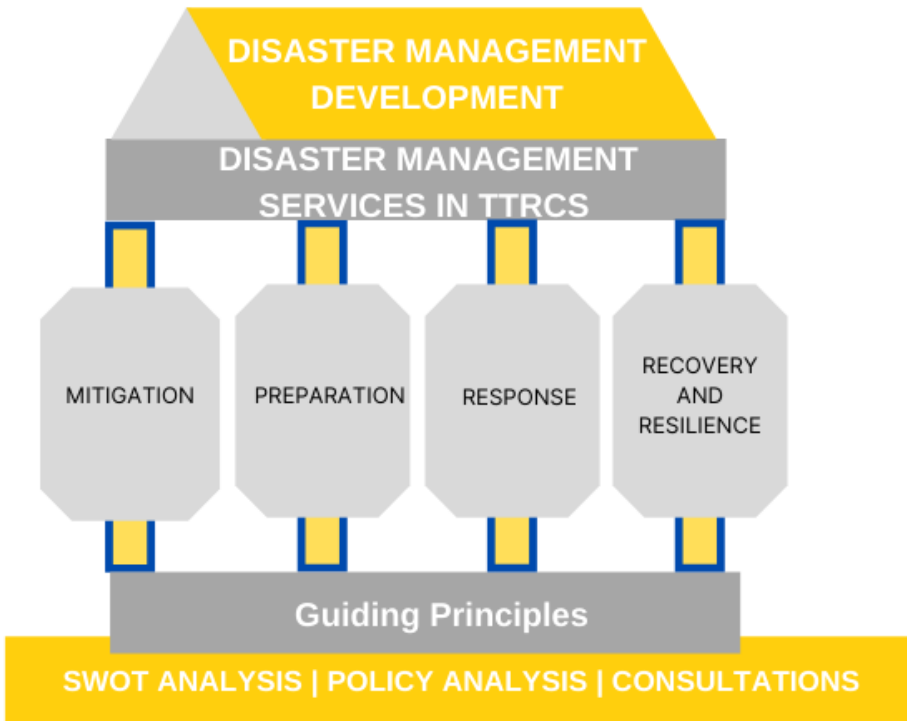 DISASTER MANAGEMENT
DEVELOPMENT
DISASTER MANAGEMENT
SERVICES IN TTRCS
MITIGATION
PREPARATION
RESPONSE
RECOVERY
AND
RESILIENCE
Guiding Principles
SWOT ANALYSIS | POLICY ANALYSIS | CONSULTATIONS